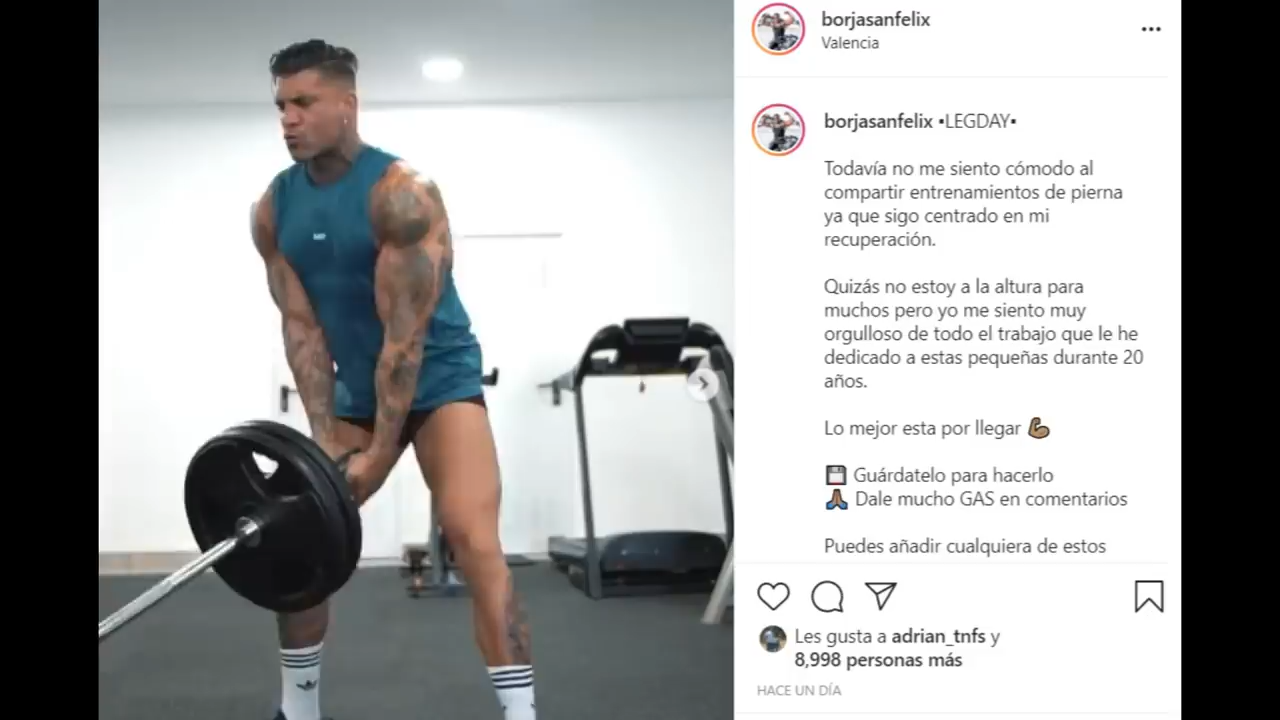 borjasanfelix
Valencia
borjasanfelix •LEGDAY•
Todavía no me siento cómodo al
compartir entrenamientos de pierna
ya que sigo centrado en mi
recuperación.
Quizás no estoy a la altura para
muchos pero yo me siento muy
orgulloso de todo el trabajo que le he
dedicado a estas pequeñas durante 20
años.
Lo mejor esta por llegar 💪🏽
💾 Guárdatelo para hacerlo
🙏🏽 Dale mucho GAS en comentarios
Puedes añadir cualquiera de estos
Les gusta a adrian_tnfs y
8,998 personas más
HACE UN DÍA